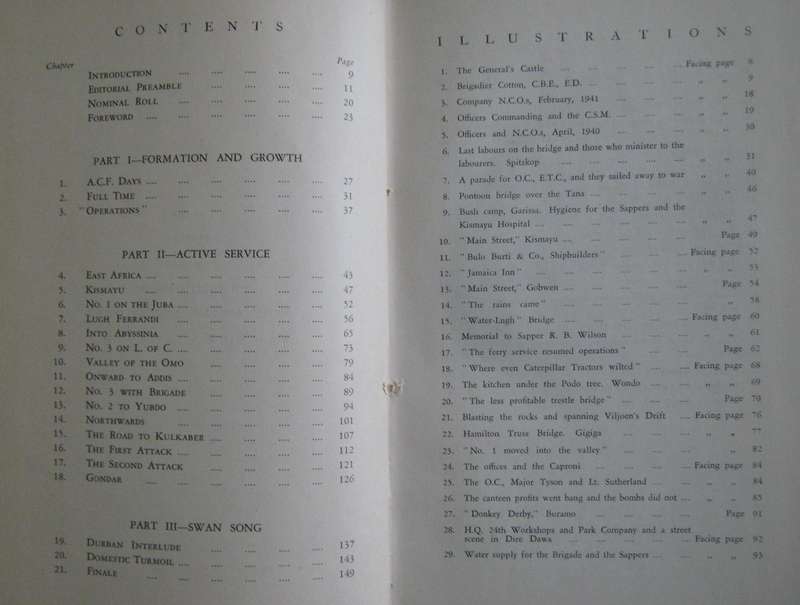 CONTENTS
Chapter Page
INTRODUCTION .... .... .... .... .... 9
EDITORIAL PREAMBLE .... .... .... .... 11
NOMINAL ROLL .... .... .... .... 20
FOREWORD .... .... .... .... .... .... 23
PART I—FORMATION AND GROWTH
1. A.C.F. DAYS .... .... .... .... .... .... 27
2. FULL TIME .... .... .... .... .... .... 31
3. "OPERATIONS" .... .... .... .... .... 37
PART II—ACTIVE SERVICE
4. EAST AFRICA .... .... .... .... .... .... 43
5. KISMAYU .... .... .... .... .... .... 47
6. NO. 1 ON THE JUBA .... .... .... .... .... 52
7. LUGH FERRANDI .... .... .... .... .... 56
8. INTO ABYSSINIA .... .... .... .... .... 65
9. NO. 3 ON L. OF C. .... .... .... .... .... 73
10. VALLEY OF THE OMO .... .... .... .... 79
11. ONWARD TO ADDIS .... .... .... .... .... 84
12. NO. 3 WITH BRIGADE .... .... .... .... 89
13. NO. 2 TO YUBDO .... .... .... .... .... 94
14. NORTHWARDS .... .... .... .... .... 101
15. THE ROAD TO KULKABER .... .... .... .... 107
16. THE FIRST ATTACK .... .... .... .... .... 112
17. THE SECOND ATTACK .... .... .... .... 121
18. GONDAR .... .... .... .... .... .... 126
PART III—SWAN SONG
19. DURBAN INTERLUDE .... .... .... .... 137
20. DOMESTIC TURMOIL .... .... .... .... .... 143
21. FINALE .... .... .... .... .... .... 149
ILLUSTRATIONS
1. The General's Castle .... .... .... .... Facing page 8
2. Brigadier Cotton, C.B.E., E.D. .... .... .... .... „ „ 9
3. Company N.C.O.s, February, 1941 .... .... .... „ „ 18
4. Officers Commanding and the C.S.M. .... .... .... „ „ 19
5. Officers and N.C.O.s, April, 1940 .... .... .... „ „ 30
6. Last labours on the bridge and those who minister to the
labourers. Spitskop .... .... .... .... .... „ „ 31
7. A parade for O.C., E.T.C., and they sailed away to war „ „ 40
8. Pontoon bridge over the Tana .... .... .... .... „ „ 46
9. Bush camp, Garissa. Hygiene for the Sappers and the
Kismayu Hospital .... .... .... .... .... „ „ 47
10. "Main Street," Kismayu .... .... .... .... Page 49
11. "Bulo Burti & Co., Shipbuilders" .... .... .... Facing page 52
12. "Jamaica Inn" .... .... .... .... .... „ „ 53
13. "Main Street," Gobwen .... .... .... .... Page 54
14. "The rains came" .... .... .... .... .... „ 58
15. "Water-Lugh" Bridge .... .... .... .... Facing page 60
16. Memorial to Sapper R. B. Wilson .... .... .... „ „ 61
17. "The ferry service resumed operations" .... .... Page 62
18. "Where even Caterpillar Tractors wilted" .... .... Facing page 68
19. The kitchen under the Podo tree. Wondo .... .... „ „ 69
20. "The less profitable trestle bridge" .... .... .... Page 70
21. Blasting the rocks and spanning Viljoen's Drift .... Facing page 76
22. Hamilton Truss Bridge. Gigiga .... .... .... „ „ 77
23. "No. 1 moved into the valley" .... .... .... „ 82
24. The offices and the Caproni .... .... .... .... Facing page 84
25. The O.C., Major Tyson and Lt. Sutherland .... .... „ „ 84
26. The canteen profits went bang and the bombs did not .... „ „ 85
27. "Donkey Derby," Buramo .... .... .... .... Page 91
28. H.Q. 24th Workshops and Park Company and a street
scene in Dire Dawa .... .... .... .... .... Facing page 92
29. Water supply for the Brigade and the Sappers .... .... „ „ 93